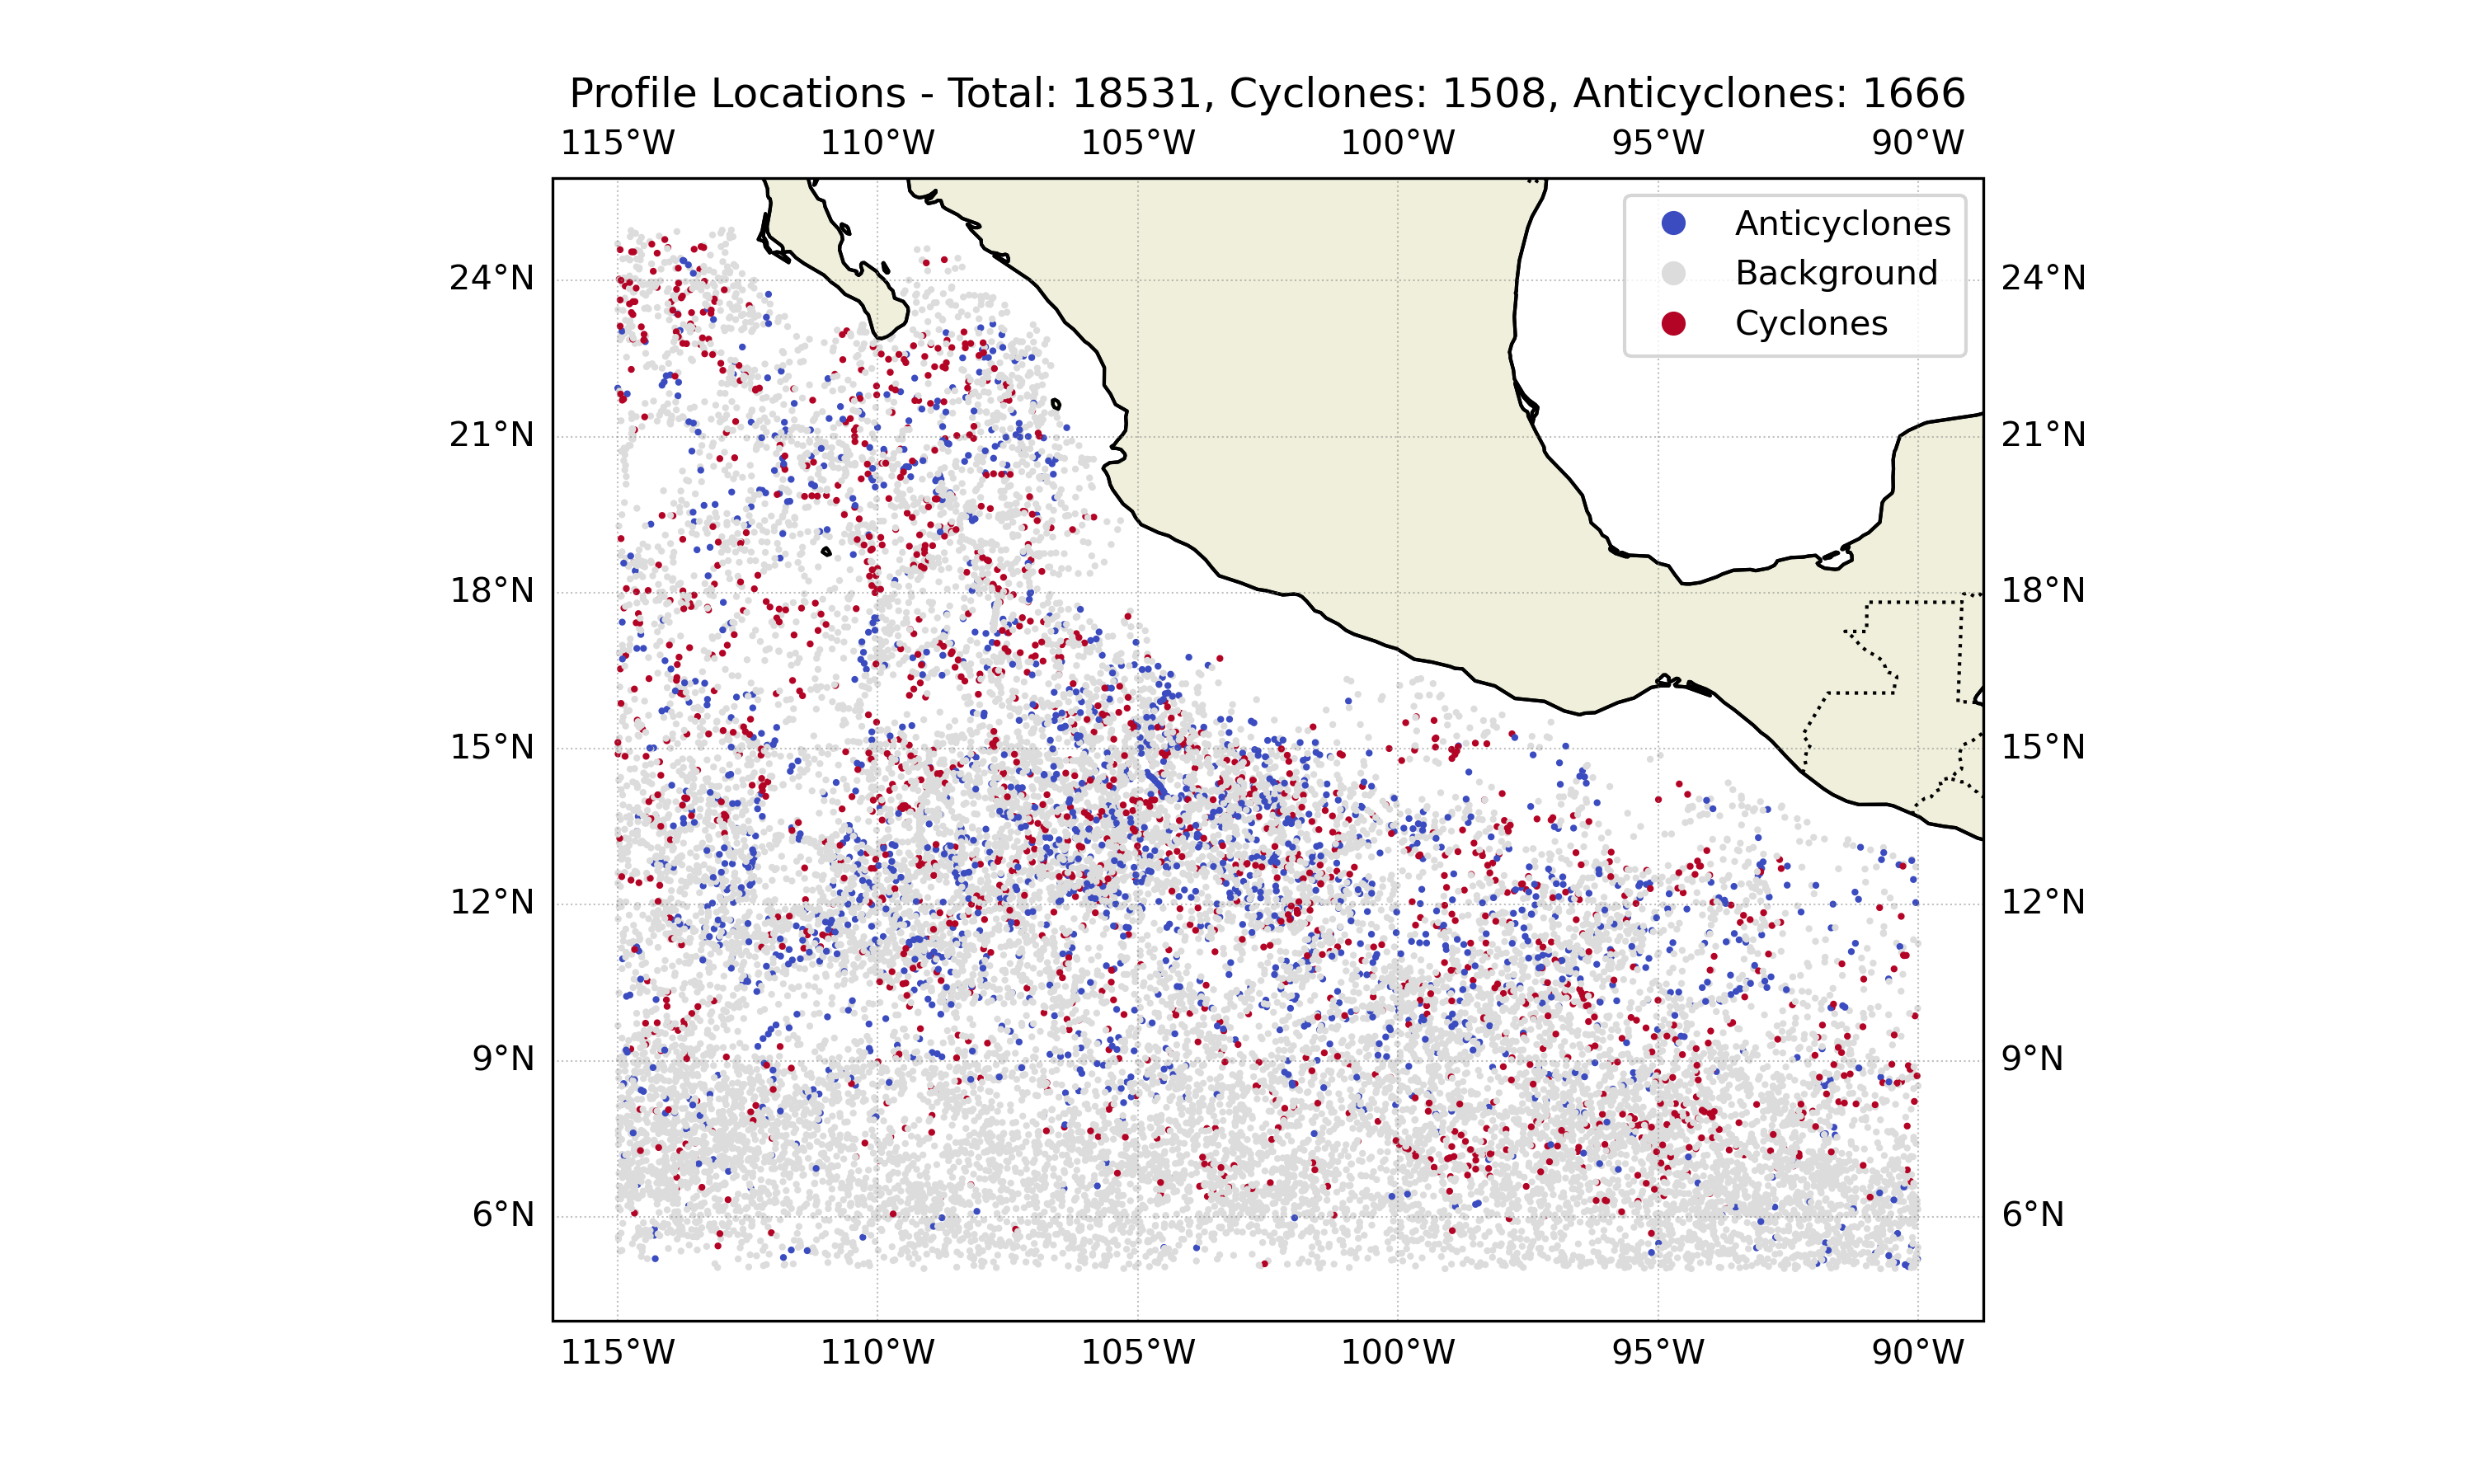 Profile Locations - Total: 18531, Cyclones: 1508, Anticyclones: 1666
115°W 110°W 105°W 100°W 95°W 90°W
Anticyclones
Background
Cyclones
24°N 24°N
21°N 21°N
18°N 18°N
15°N 15°N
12°N 12°N
9°N 9°N
6°N 6°N
115°W 110°W 105°W 100°W 95°W 90°W